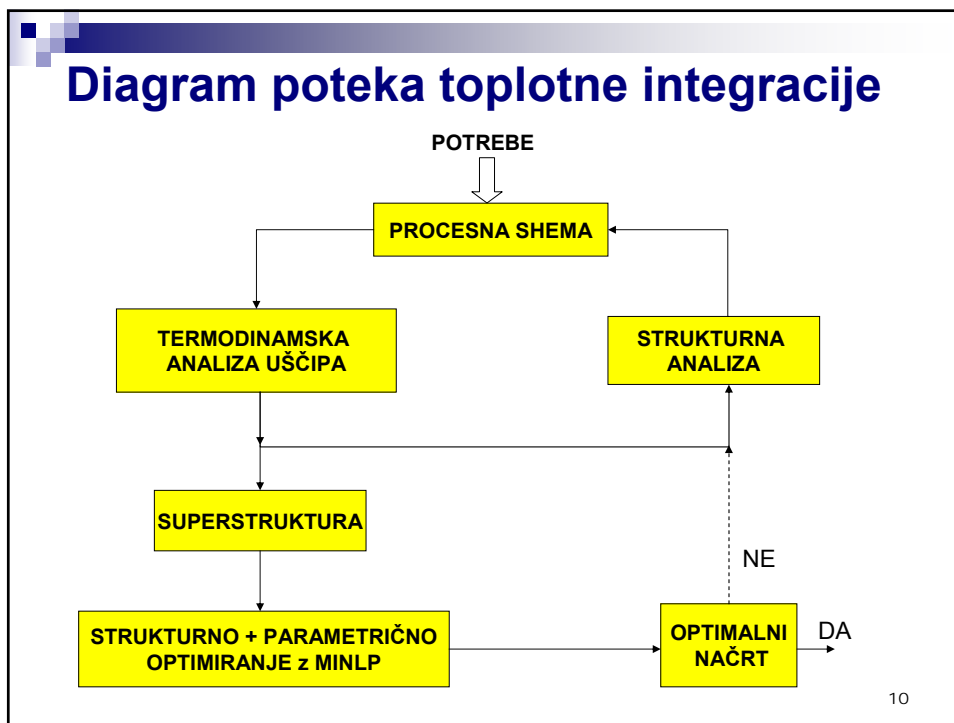 Diagram poteka toplotne integracije
POTREBE
PROCESNA SHEMA
TERMODINAMSKA
ANALIZA UŠČIPA
STRUKTURNA
ANALIZA
SUPERSTRUKTURA
NE
STRUKTURNO + PARAMETRIČNO
OPTIMIRANJE z MINLP
OPTIMALNI
NAČRT
DA
10